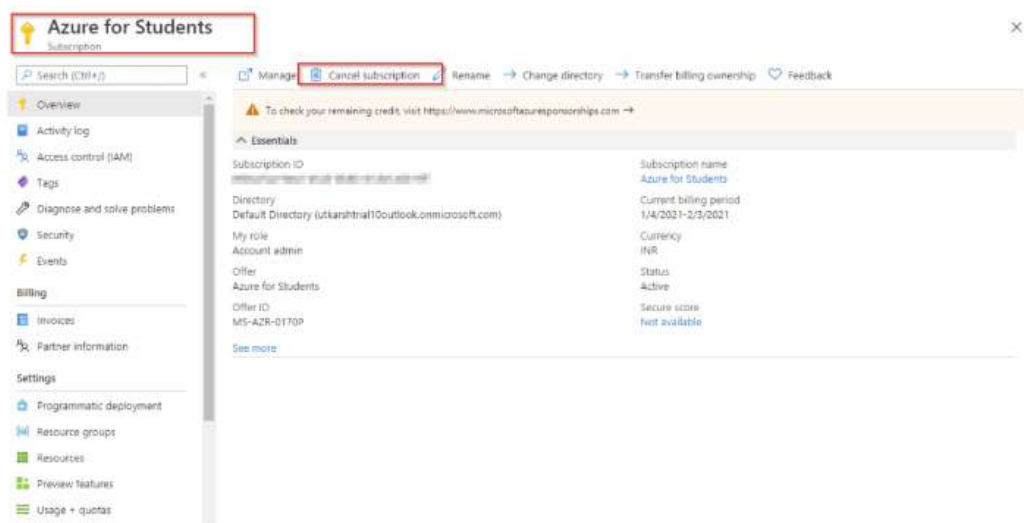 Azure for Students
Subscription
Search (Ctrl+/)
«
Manage
Cancel subscription
Rename
Change directory
Transfer billing ownership
Feedback
To check your remaining credit, visit https://www.microsoftazuresponsorships.com →
Overview
Activity log
Access control (IAM)
Tags
Diagnose and solve problems
Security
Events
Billing
Invoices
Partner information
Settings
Programmatic deployment
Resource groups
Resources
Preview features
Usage + quotas
Essentials
Subscription ID
Directory
Default Directory (utkarshtrial10outlook.onmicrosoft.com)
My role
Account admin
Offer
Azure for Students
Offer ID
MS-AZR-0170P
See more
Subscription name
Azure for Students
Current billing period
1/4/2021-2/3/2021
Currency
INR
Status
Active
Secure score
Not available